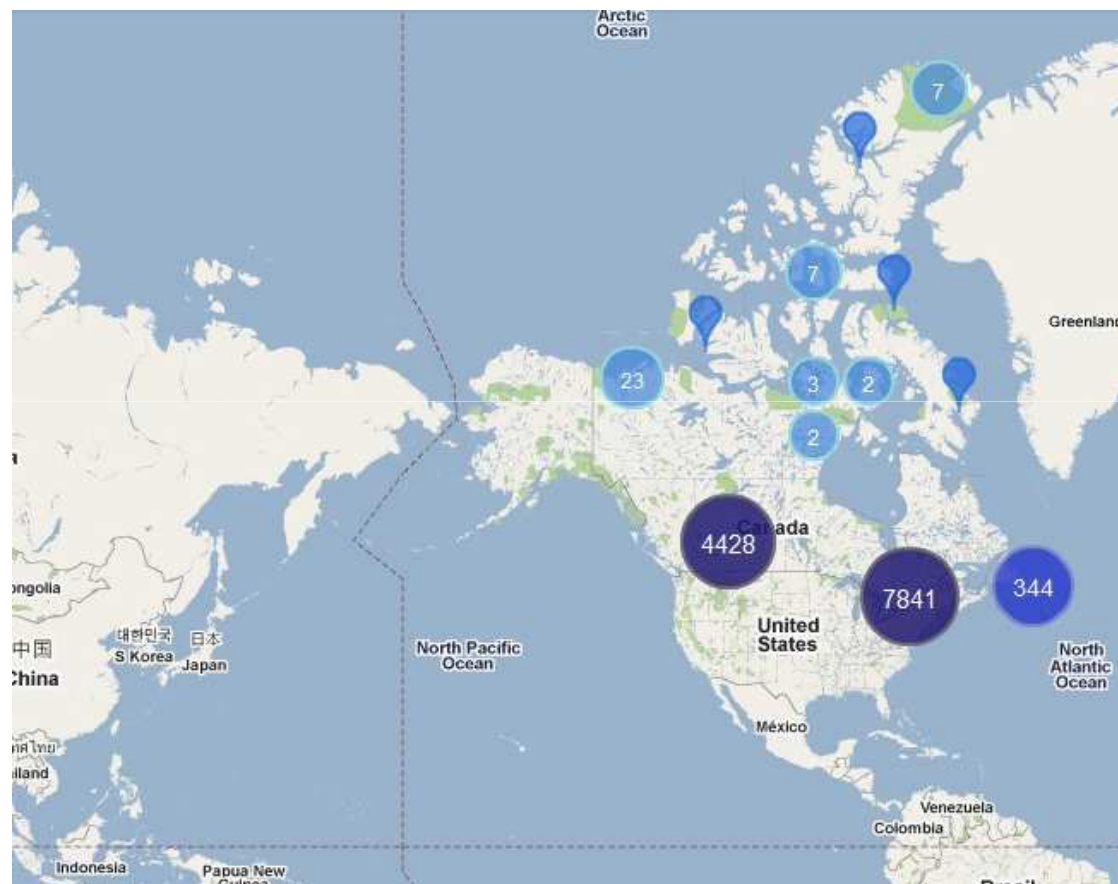 Arctic
Ocean
7
7
Greenland
23
3
2
2
Canada
4428
ongolia
7841
344
대한민국
日本
S Korea
Japan
中国
China
North Pacific
Ocean
United
States
North
Atlantic
Ocean
México
iland
Venezuela
Colombia
Indonesia
Papua New
Guinea